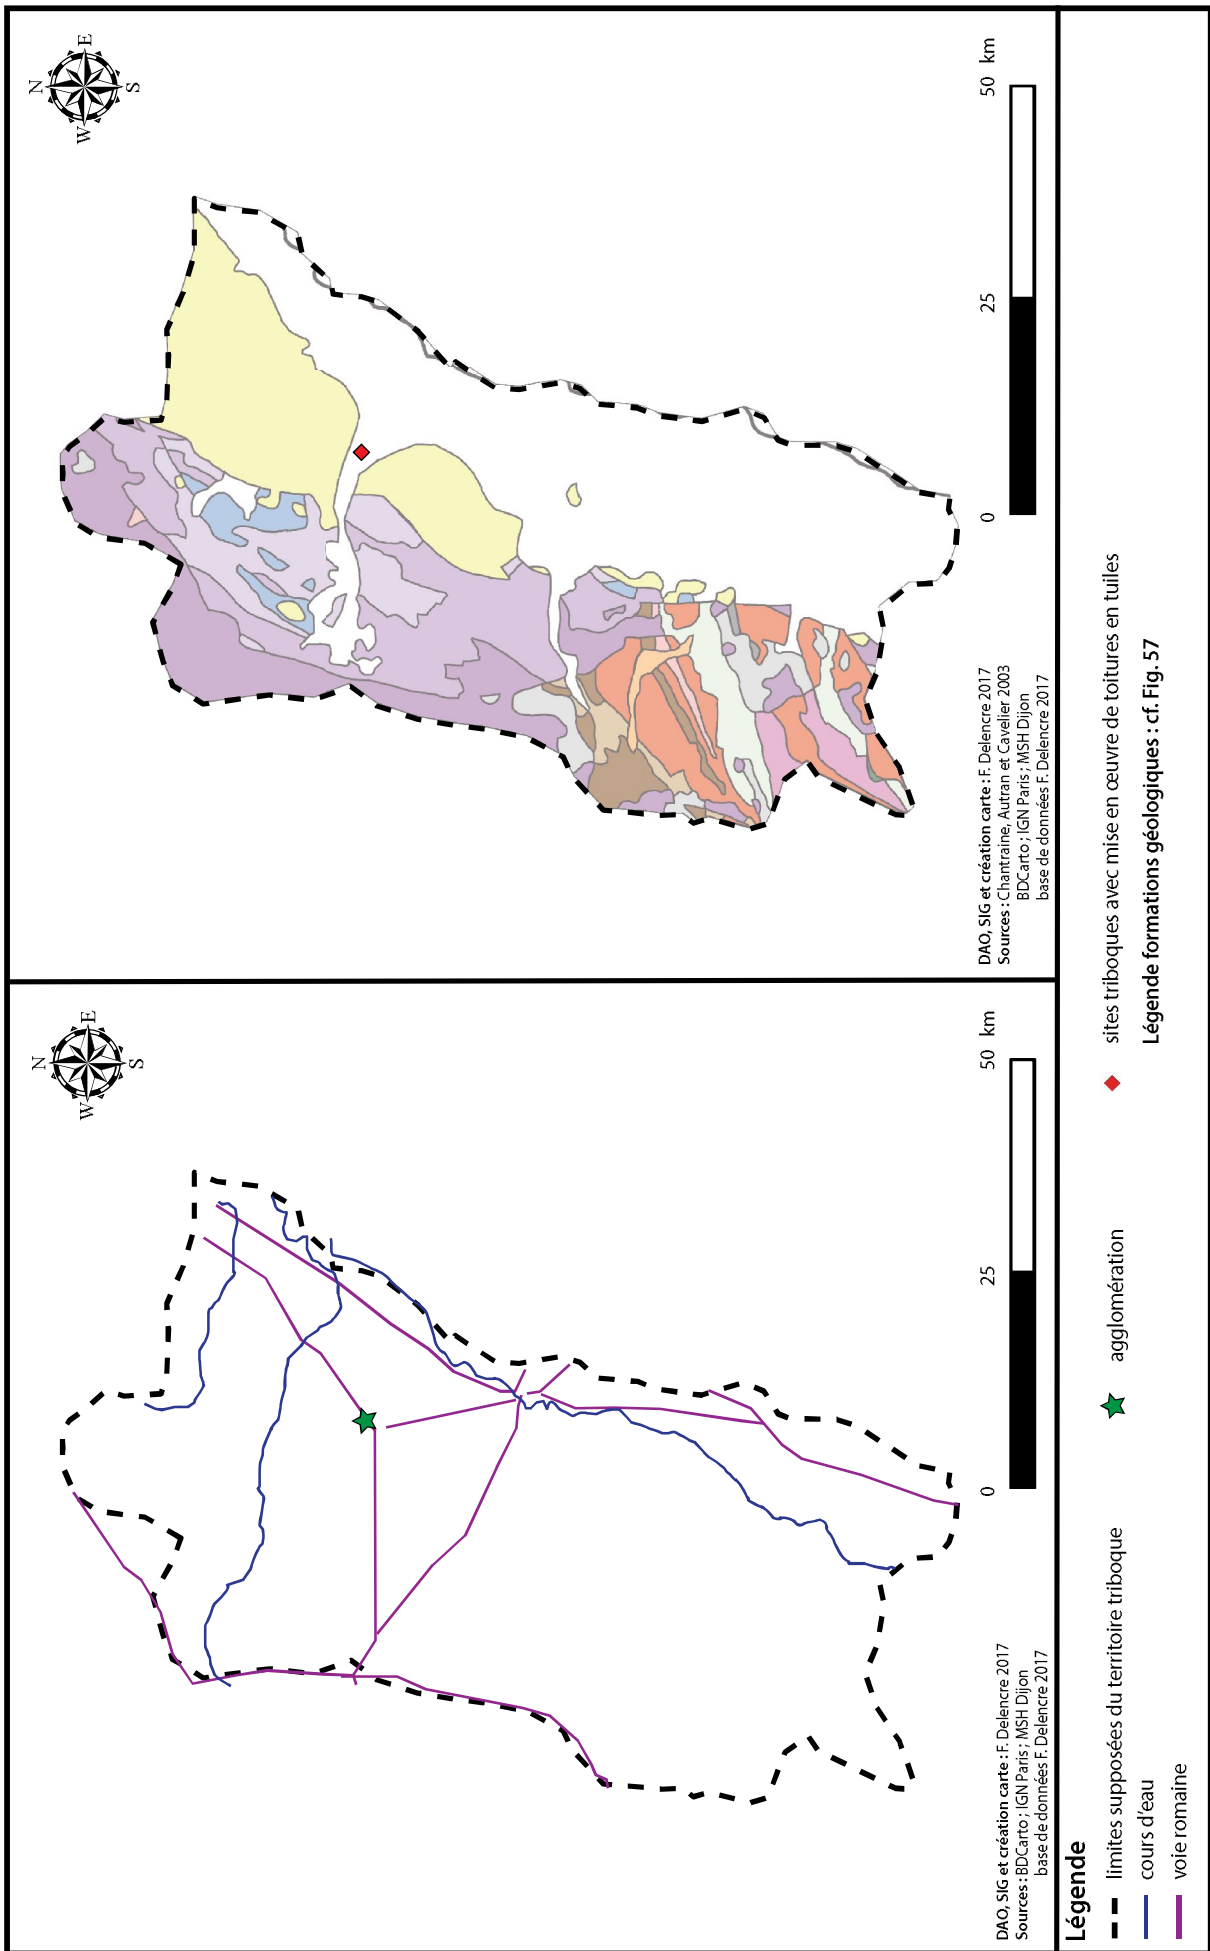 N
E
S
W
0
25
50 km
DAO, SIG et création carte : F. Delencre 2017
Sources : BDCarto ; IGN Paris ; MSH Dijon
base de données F. Delencre 2017
N
E
S
W
0
25
50 km
DAO, SIG et création carte : F. Delencre 2017
Sources : Chantraine, Autran et Cavelier 2003
BDCarto ; IGN Paris ; MSH Dijon
base de données F. Delencre 2017
Légende
limites supposées du territoire triboque
cours d'eau
voie romaine
agglomération
sites triboques avec mise en œuvre de toitures en tuiles
Légende formations géologiques : cf. Fig. 57